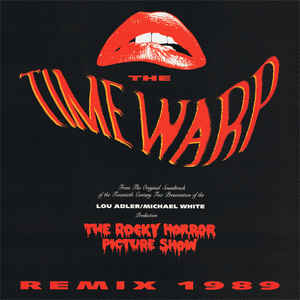 THE
TIME WARP
From The Original Soundtrack
of the Twentieth Century Fox Presentation of the
LOU ADLER/MICHAEL WHITE
Production
THE ROCKY HORROR
PICTURE SHOW
REMIX 1989